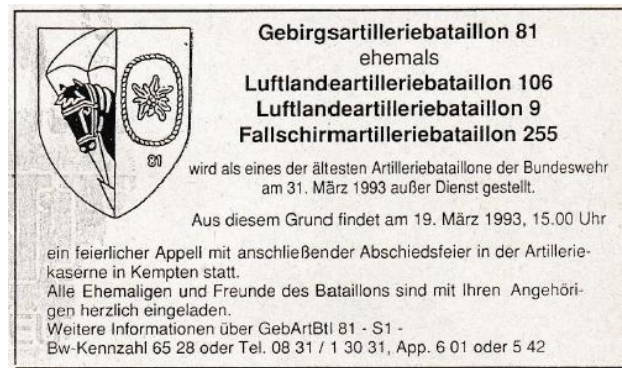 81
Gebirgsartilleriebataillon 81
ehemals
Luftlandeartilleriebataillon 106
Luftlandeartilleriebataillon 9
Fallschirmartilleriebataillon 255
wird als eines der ältesten Artilleriebataillone der Bundeswehr
am 31. März 1993 außer Dienst gestellt.
Aus diesem Grund findet am 19. März 1993, 15.00 Uhr
ein feierlicher Appell mit anschließender Abschiedsfeier in der Artillerie-
kaserne in Kempten statt.
Alle Ehemaligen und Freunde des Bataillons sind mit Ihren Angehöri-
gen herzlich eingeladen.
Weitere Informationen über GebArtBtl 81 - S1 -
Bw-Kennzahl 65 28 oder Tel. 08 31 / 1 30 31, App. 6 01 oder 5 42